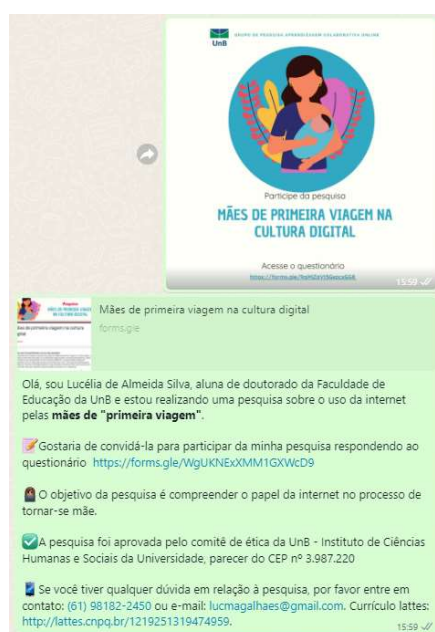 UnB
GRUPO DE PESQUISA APRENDIZAGEM COLABORATIVA ONLINE
Participe da pesquisa
MÃES DE PRIMEIRA VIAGEM NA
CULTURA DIGITAL
Acesse o questionário
15:59
Mães de primeira viagem na cultura digital
forms.gle
Olá, sou Lucélia de Almeida Silva, aluna de doutorado da Faculdade de
Educação da UnB e estou realizando uma pesquisa sobre o uso da internet
pelas mães de "primeira viagem".
📝Gostaria de convidá-la para participar da minha pesquisa respondendo ao
questionário https://forms.gle/WgUKNExXMM1GXWcD9
O objetivo da pesquisa é compreender o papel da internet no processo de
tornar-se mãe.
✅A pesquisa foi aprovada pelo comitê de ética da UnB - Instituto de Ciências
Humanas e Sociais da Universidade, parecer do CEP nº 3.987.220
📱Se você tiver qualquer dúvida em relação à pesquisa, por favor entre em
contato: (61) 98182-2450 ou e-mail: lucmagalhaes@gmail.com. Currículo lattes:
http://lattes.cnpq.br/1219251319474959.
15:59